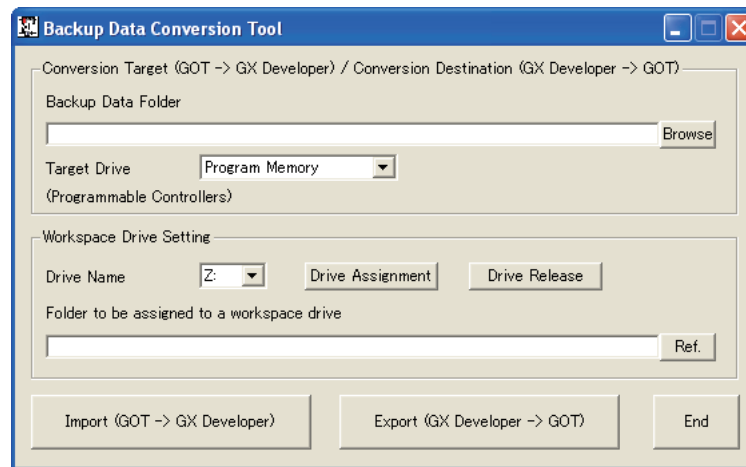 Backup Data Conversion Tool
Conversion Target (GOT -> GX Developer) / Conversion Destination (GX Developer -> GOT)
Backup Data Folder
Browse
Target Drive
Program Memory
(Programmable Controllers)
Workspace Drive Setting
Drive Name
Z:
Drive Assignment
Drive Release
Folder to be assigned to a workspace drive
Ref.
Import (GOT -> GX Developer)
Export (GX Developer -> GOT)
End